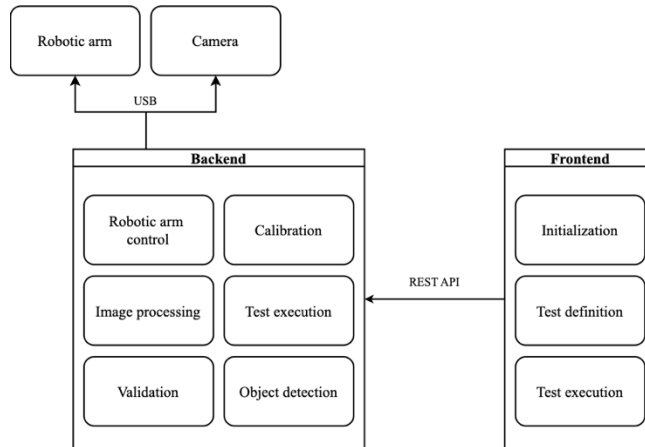 Robotic arm
Camera
USB
Backend
Frontend
Robotic arm
control
Calibration
Initialization
REST API
Image processing
Test execution
Test definition
Validation
Object detection
Test execution